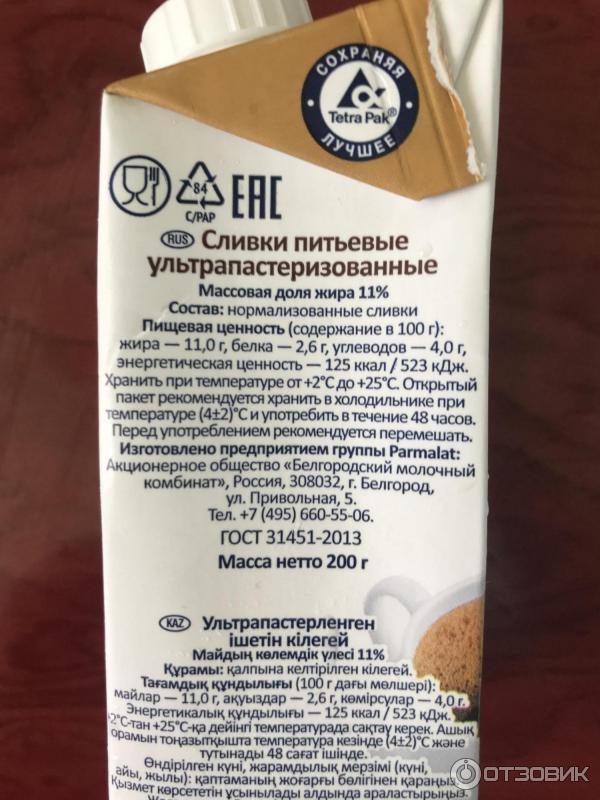 СОХРАНЯЯ
Tetra Pak®
ЛУЧШЕЕ
84
C/PAP
EAC
RUS Сливки питьевые
ультрапастеризованные
Массовая доля жира 11%
Состав: нормализованные сливки
Пищевая ценность (содержание в 100 г):
жира — 11,0 г, белка — 2,6 г, углеводов — 4,0 г,
энергетическая ценность — 125 ккал / 523 кДж.
Хранить при температуре от +2°С до +25°С. Открытый
пакет рекомендуется хранить в холодильнике при
температуре (4±2)°С и употребить в течение 48 часов.
Перед употреблением рекомендуется перемешать.
Изготовлено предприятием группы Parmalat:
Акционерное общество «Белгородский молочный
комбинат», Россия, 308032, г. Белгород,
ул. Привольная, 5.
Тел. +7 (495) 660-55-06.
ГОСТ 31451-2013
Масса нетто 200 г
KAZ Ультрапастерленген
ішетін кілегей
Майдың көлемдік үлесі 11%
Құрамы: қалпына келтірілген кілегей.
Тағамдық құндылығы (100 г дағы мөлшері):
майлар — 11,0 г, ақуыздар — 2,6 г, көмірсулар — 4,0 г.
Энергетикалық құндылығы — 125 ккал / 523 кДж.
+2°С-тан +25°С-қа дейінгі температурада сақтау керек. Ашық
орамын тоңазытқышта температура кезінде (4±2)°С және
тутынады 48 сағат ішінде.
Өндірілген күні, жарамдылық мерзімі (күні,
айы, жылы): қаптаманың жоғарғы бөлігінен қараңыз.
Қызмет көрсететін ұсынылады алдында араластырыңыз.
ОТЗОВИК